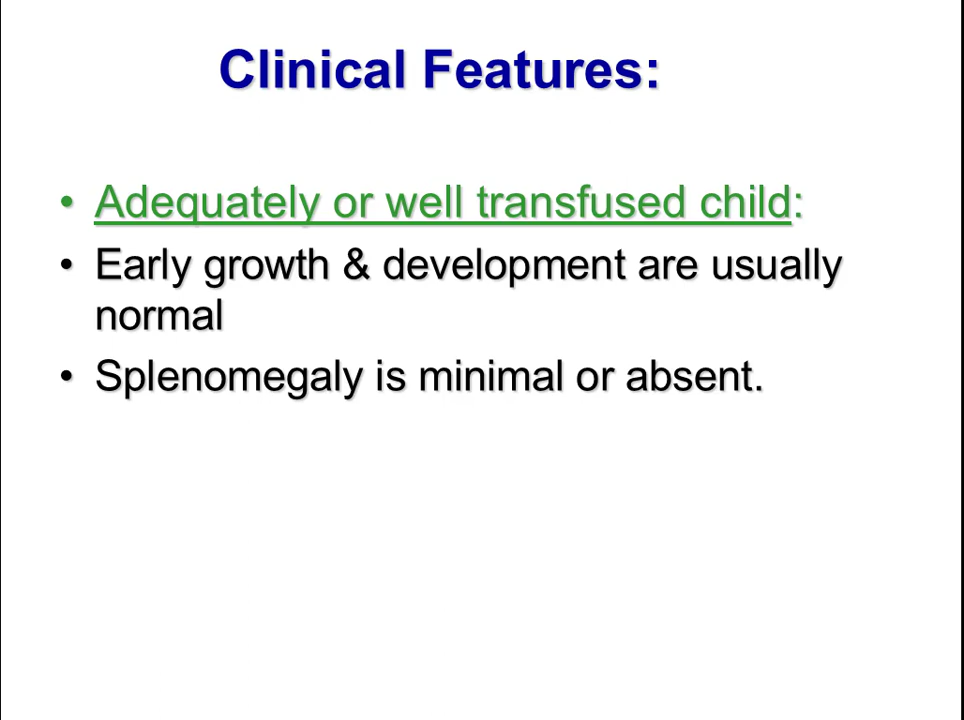 Clinical Features:
• Adequately or well transfused child:
• Early growth & development are usually
normal
• Splenomegaly is minimal or absent.